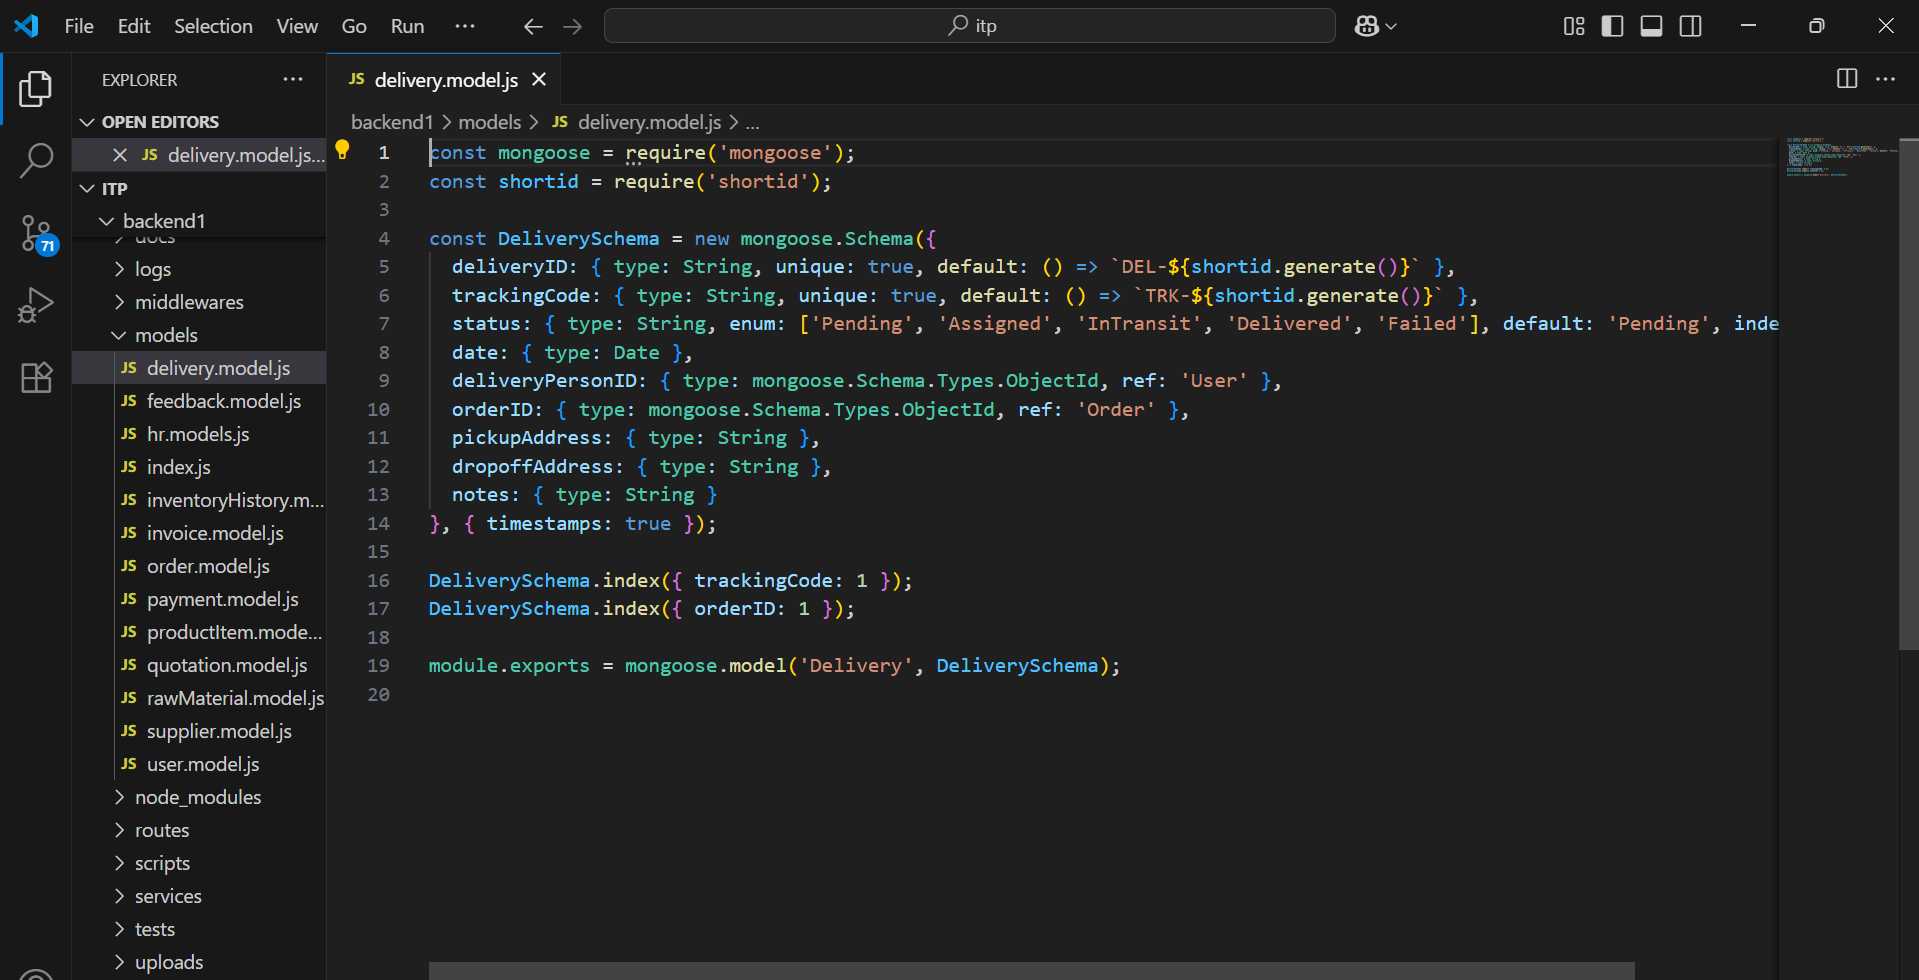 File Edit Selection View Go Run ···
itp
EXPLORER ···
OPEN EDITORS
JS delivery.model.js...
ITP
backend1
docs
logs
middlewares
models
JS delivery.model.js
JS feedback.model.js
JS hr.models.js
JS index.js
JS inventoryHistory.m...
JS invoice.model.js
JS order.model.js
JS payment.model.js
JS productItem.mode...
JS quotation.model.js
JS rawMaterial.model.js
JS supplier.model.js
JS user.model.js
node_modules
routes
scripts
services
tests
uploads
71
JS delivery.model.js
backend1 > models > JS delivery.model.js > ...
1 const mongoose = require('mongoose');
2 const shortid = require('shortid');
3
4 const DeliverySchema = new mongoose.Schema({
5 deliveryID: { type: String, unique: true, default: () => `DEL-${shortid.generate()}` },
6 trackingCode: { type: String, unique: true, default: () => `TRK-${shortid.generate()}` },
7 status: { type: String, enum: ['Pending', 'Assigned', 'InTransit', 'Delivered', 'Failed'], default: 'Pending', inde
8 date: { type: Date },
9 deliveryPersonID: { type: mongoose.Schema.Types.ObjectId, ref: 'User' },
10 orderID: { type: mongoose.Schema.Types.ObjectId, ref: 'Order' },
11 pickupAddress: { type: String },
12 dropoffAddress: { type: String },
13 notes: { type: String }
14 }, { timestamps: true });
15
16 DeliverySchema.index({ trackingCode: 1 });
17 DeliverySchema.index({ orderID: 1 });
18
19 module.exports = mongoose.model('Delivery', DeliverySchema);
20